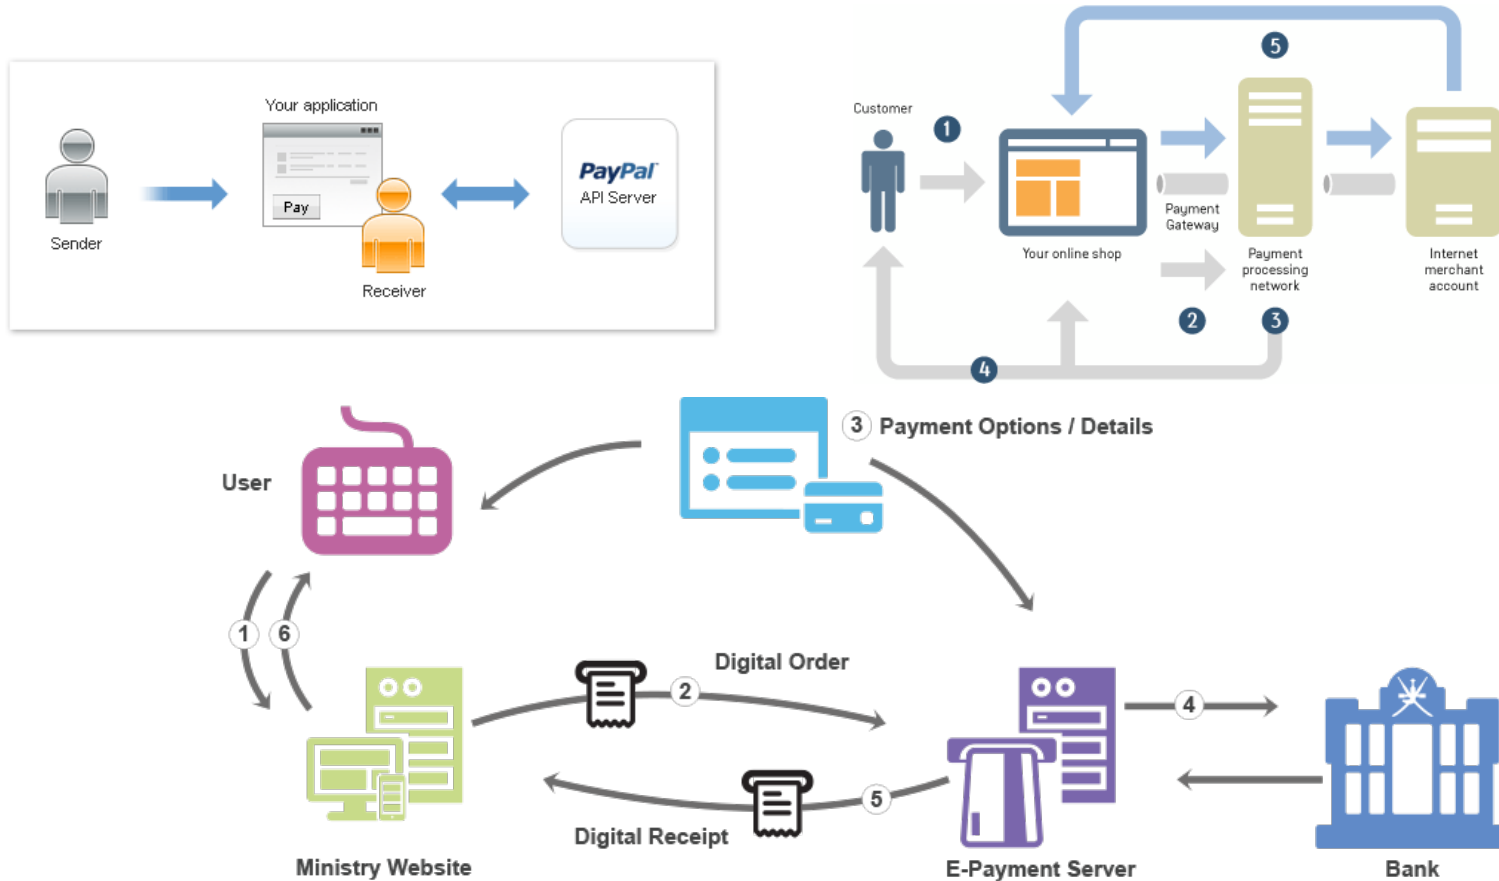 Your application
Pay
Sender
Receiver
PayPal
API Server
Customer
1
5
Your online shop
Payment
Gateway
Payment
processing
network
Internet
merchant
account
2
3
4
3 Payment Options / Details
User
1
6
Digital Order
2
4
5
Digital Receipt
Ministry Website
E-Payment Server
Bank